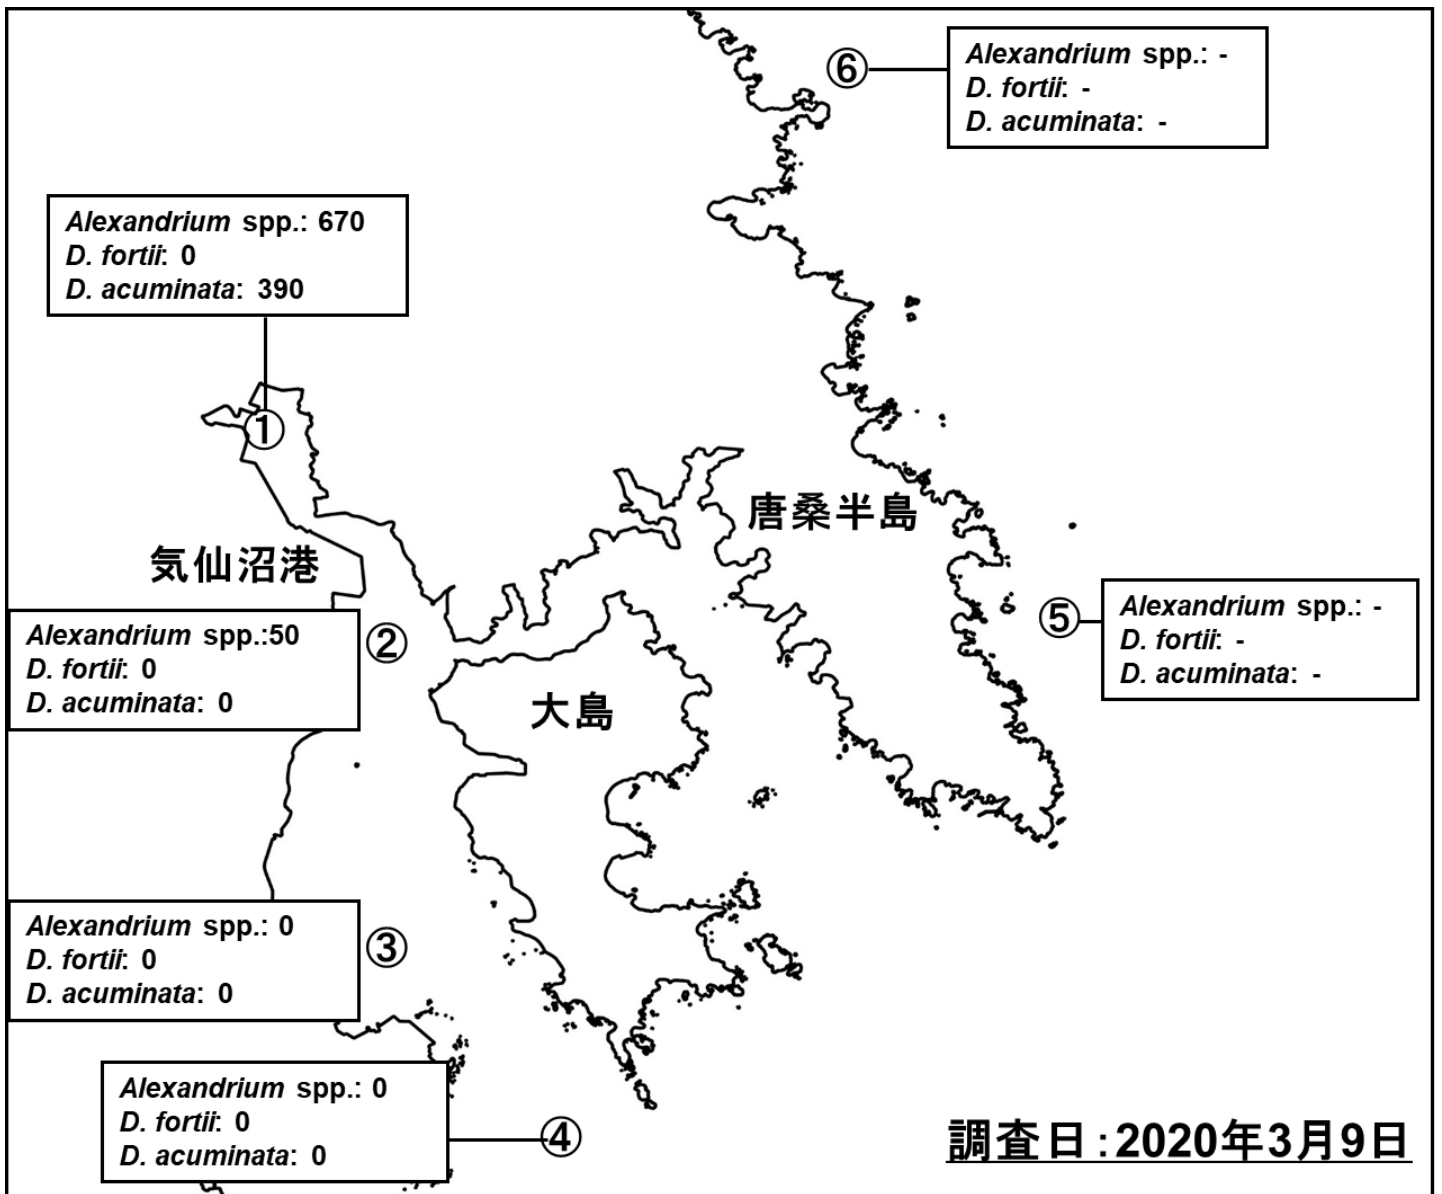 ⑥
Alexandrium spp.: -
D. fortii: -
D. acuminata: -
Alexandrium spp.: 670
D. fortii: 0
D. acuminata: 390
①
唐桑半島
気仙沼港
⑤
Alexandrium spp.: -
D. fortii: -
D. acuminata: -
Alexandrium spp.:50
D. fortii: 0
D. acuminata: 0
②
大島
Alexandrium spp.: 0
D. fortii: 0
D. acuminata: 0
③
Alexandrium spp.: 0
D. fortii: 0
D. acuminata: 0
④
調査日:2020年3月9日